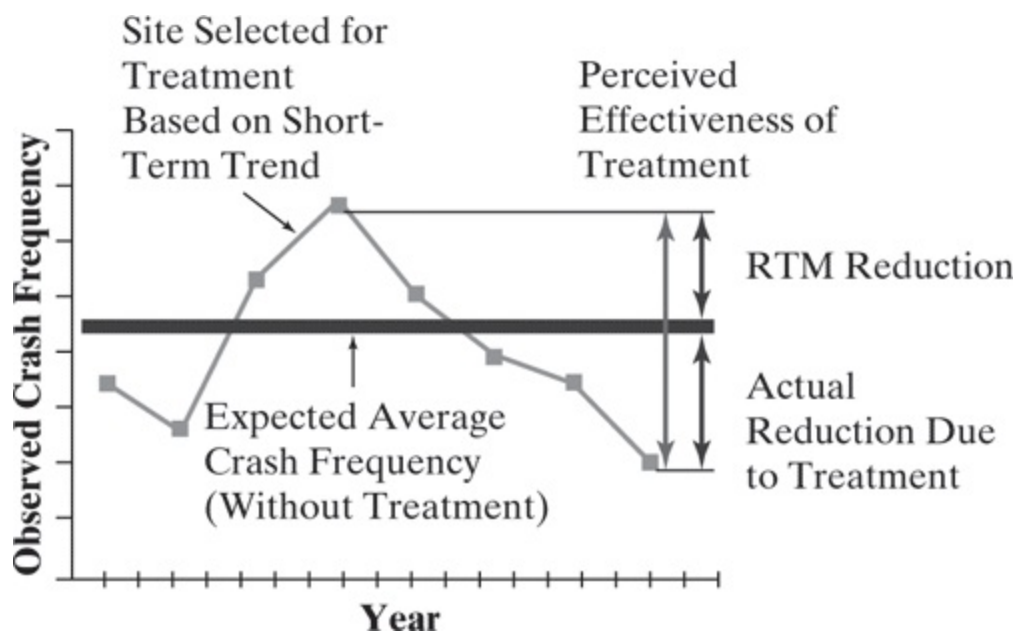 Site Selected for
Treatment
Based on Short-
Term Trend
Perceived
Effectiveness of
Treatment
Observed Crash Frequency
RTM Reduction
Expected Average
Crash Frequency
(Without Treatment)
Actual
Reduction Due
to Treatment
Year